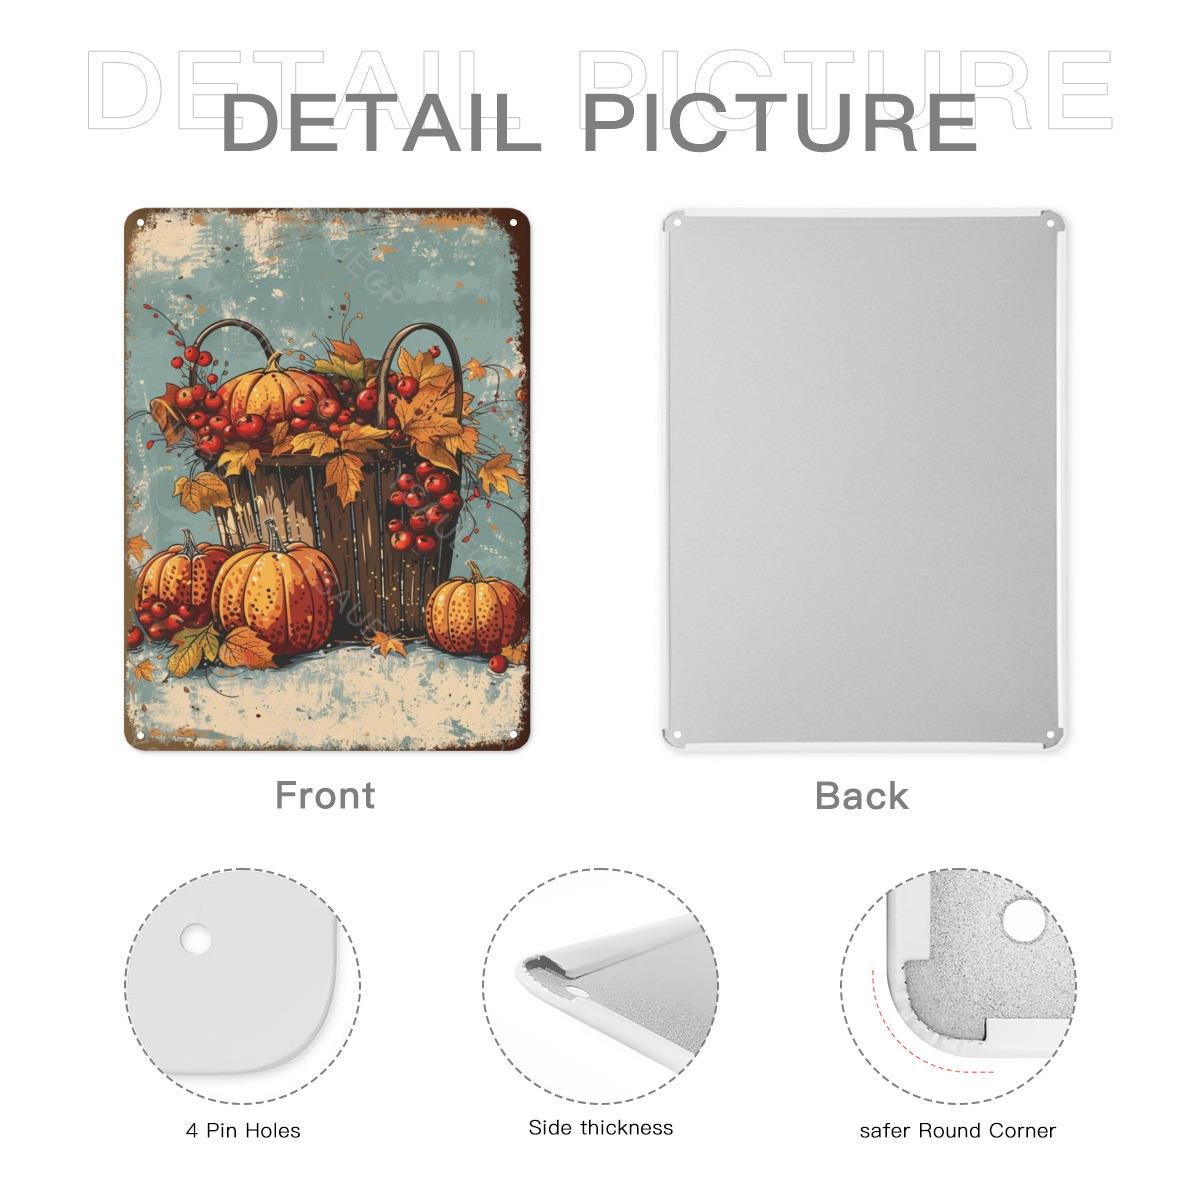 DETAIL PICTURE
DETAIL PICTURE
Front
Back
4 Pin Holes
Side thickness
safer Round Corner